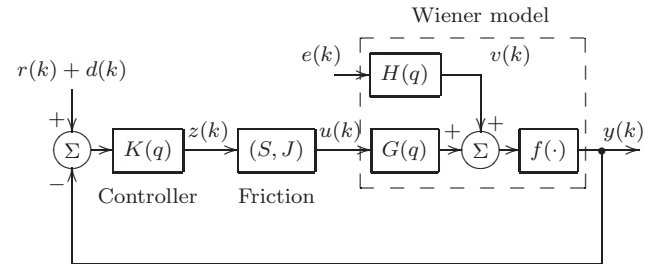 Wiener model
e(k)
H(q)
v(k)
r(k) + d(k)
+
+
+
Σ
K(q)
z(k)
(S, J)
u(k)
G(q)
Σ
f(·)
y(k)
−
Controller
Friction